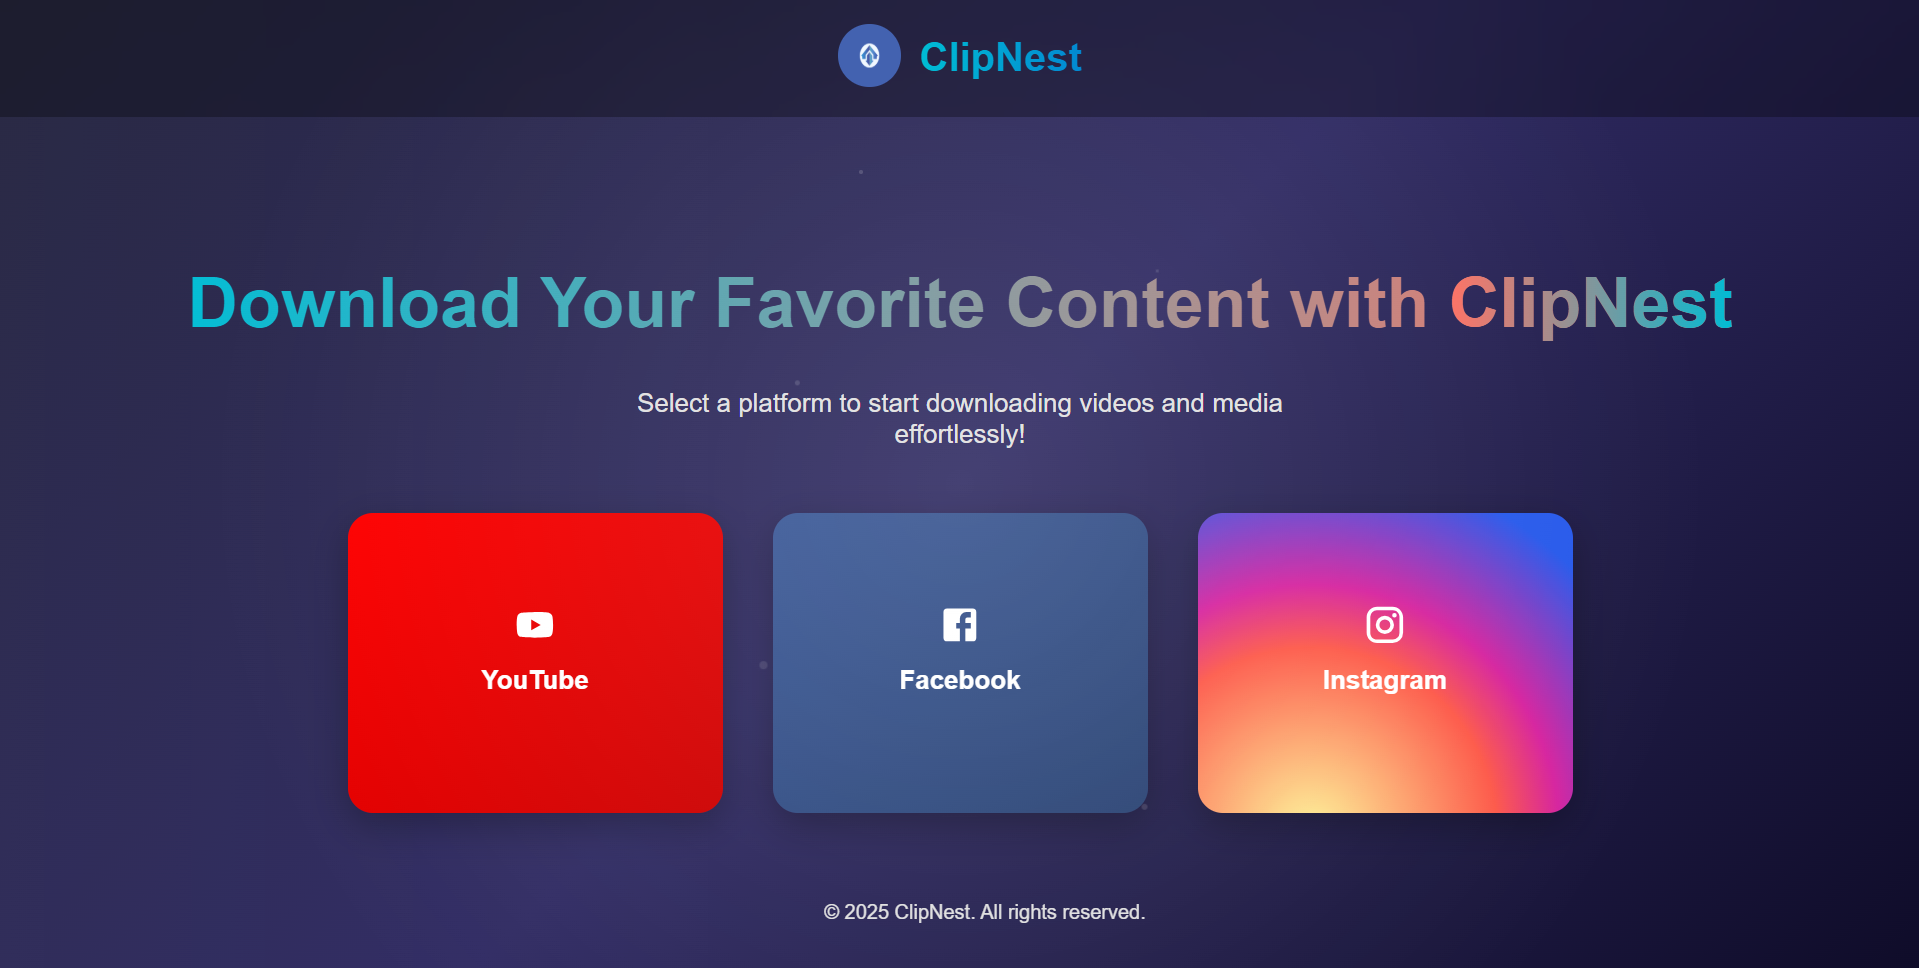 ClipNest
Download Your Favorite Content with ClipNest
Select a platform to start downloading videos and media
effortlessly!
YouTube
Facebook
Instagram
© 2025 ClipNest. All rights reserved.